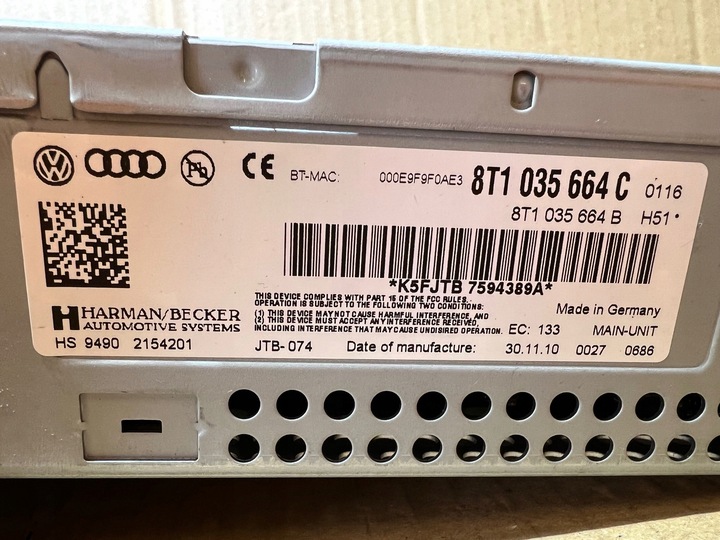 BT-MAC: 000E9F9F0AE3 8T1 035 664 C 0116
8T1 035 664 B H51
*K5FJTB 7594389A*
THIS DEVICE COMPLIES WITH PART 15 OF THE FCC RULES.
OPERATION IS SUBJECT TO THE FOLLOWING TWO CONDITIONS:
(1) THIS DEVICE MAY NOT CAUSE HARMFUL INTERFERENCE, AND
(2) THIS DEVICE MUST ACCEPT ANY INTERFERENCE RECEIVED,
INCLUDING INTERFERENCE THAT MAY CAUSE UNDISIRED OPERATION.
Made in Germany
EC: 133 MAIN-UNIT
HARMAN/BECKER
AUTOMOTIVE SYSTEMS
HS 9490 2154201 JTB-074 Date of manufacture: 30.11.10 0027 0686